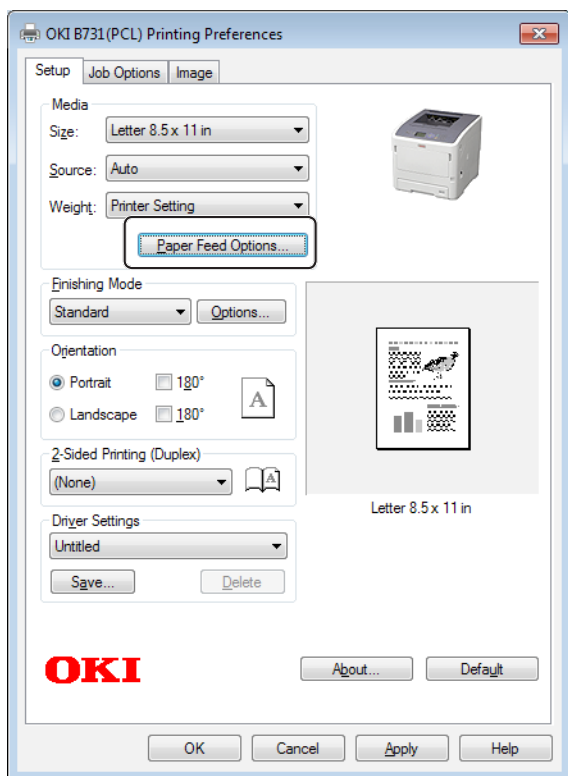 OKI B731(PCL) Printing Preferences
Setup Job Options Image
Media
Size: Letter 8.5 x 11 in
Source: Auto
Weight: Printer Setting
Paper Feed Options...
Finishing Mode
Standard Options...
Orientation
Portrait 180°
Landscape 180°
A
2-Sided Printing (Duplex)
(None)
A
Letter 8.5 x 11 in
Driver Settings
Untitled
Save... Delete
OKI
About... Default
OK Cancel Apply Help